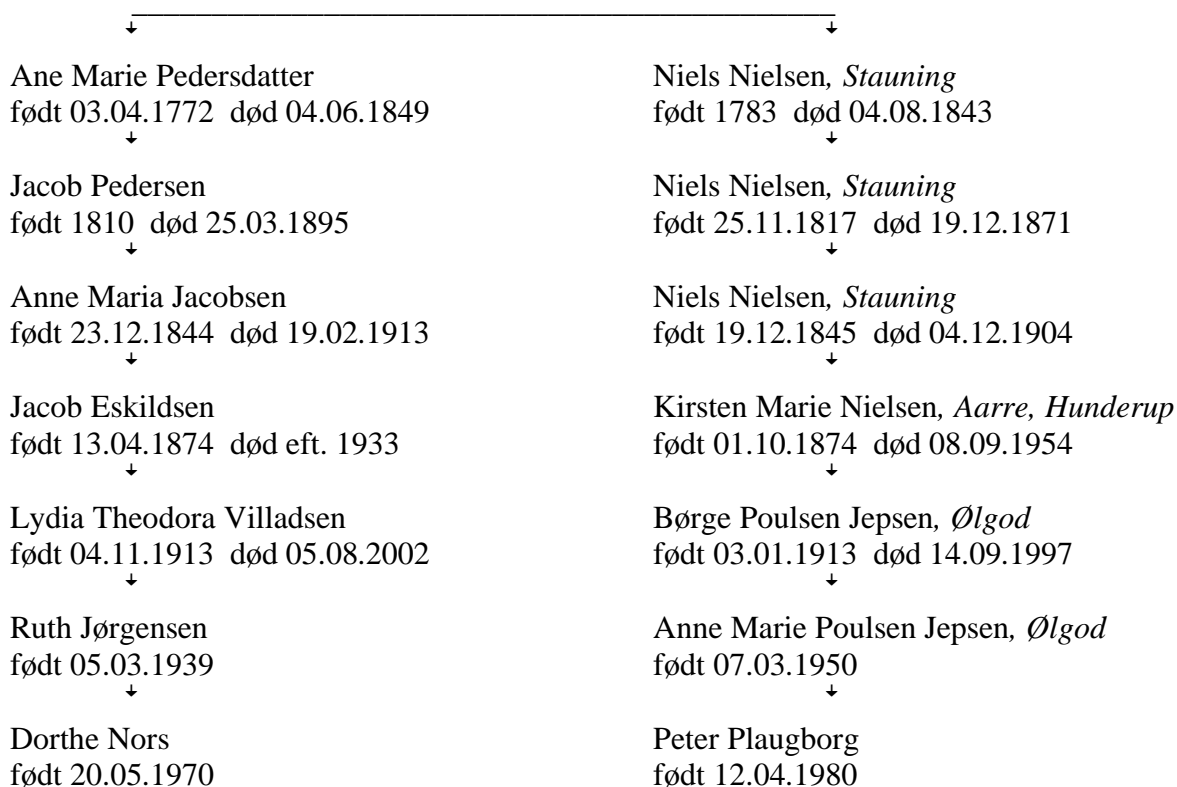 Ane Marie Pedersdatter
født 03.04.1772 død 04.06.1849
Jacob Pedersen
født 1810 død 25.03.1895
Anne Maria Jacobsen
født 23.12.1844 død 19.02.1913
Jacob Eskildsen
født 13.04.1874 død eft. 1933
Lydia Theodora Villadsen
født 04.11.1913 død 05.08.2002
Ruth Jørgensen
født 05.03.1939
Dorthe Nors
født 20.05.1970
Niels Nielsen, Stauning
født 1783 død 04.08.1843
Niels Nielsen, Stauning
født 25.11.1817 død 19.12.1871
Niels Nielsen, Stauning
født 19.12.1845 død 04.12.1904
Kirsten Marie Nielsen, Aarre, Hunderup
født 01.10.1874 død 08.09.1954
Børge Poulsen Jepsen, Ølgod
født 03.01.1913 død 14.09.1997
Anne Marie Poulsen Jepsen, Ølgod
født 07.03.1950
Peter Plaugborg
født 12.04.1980